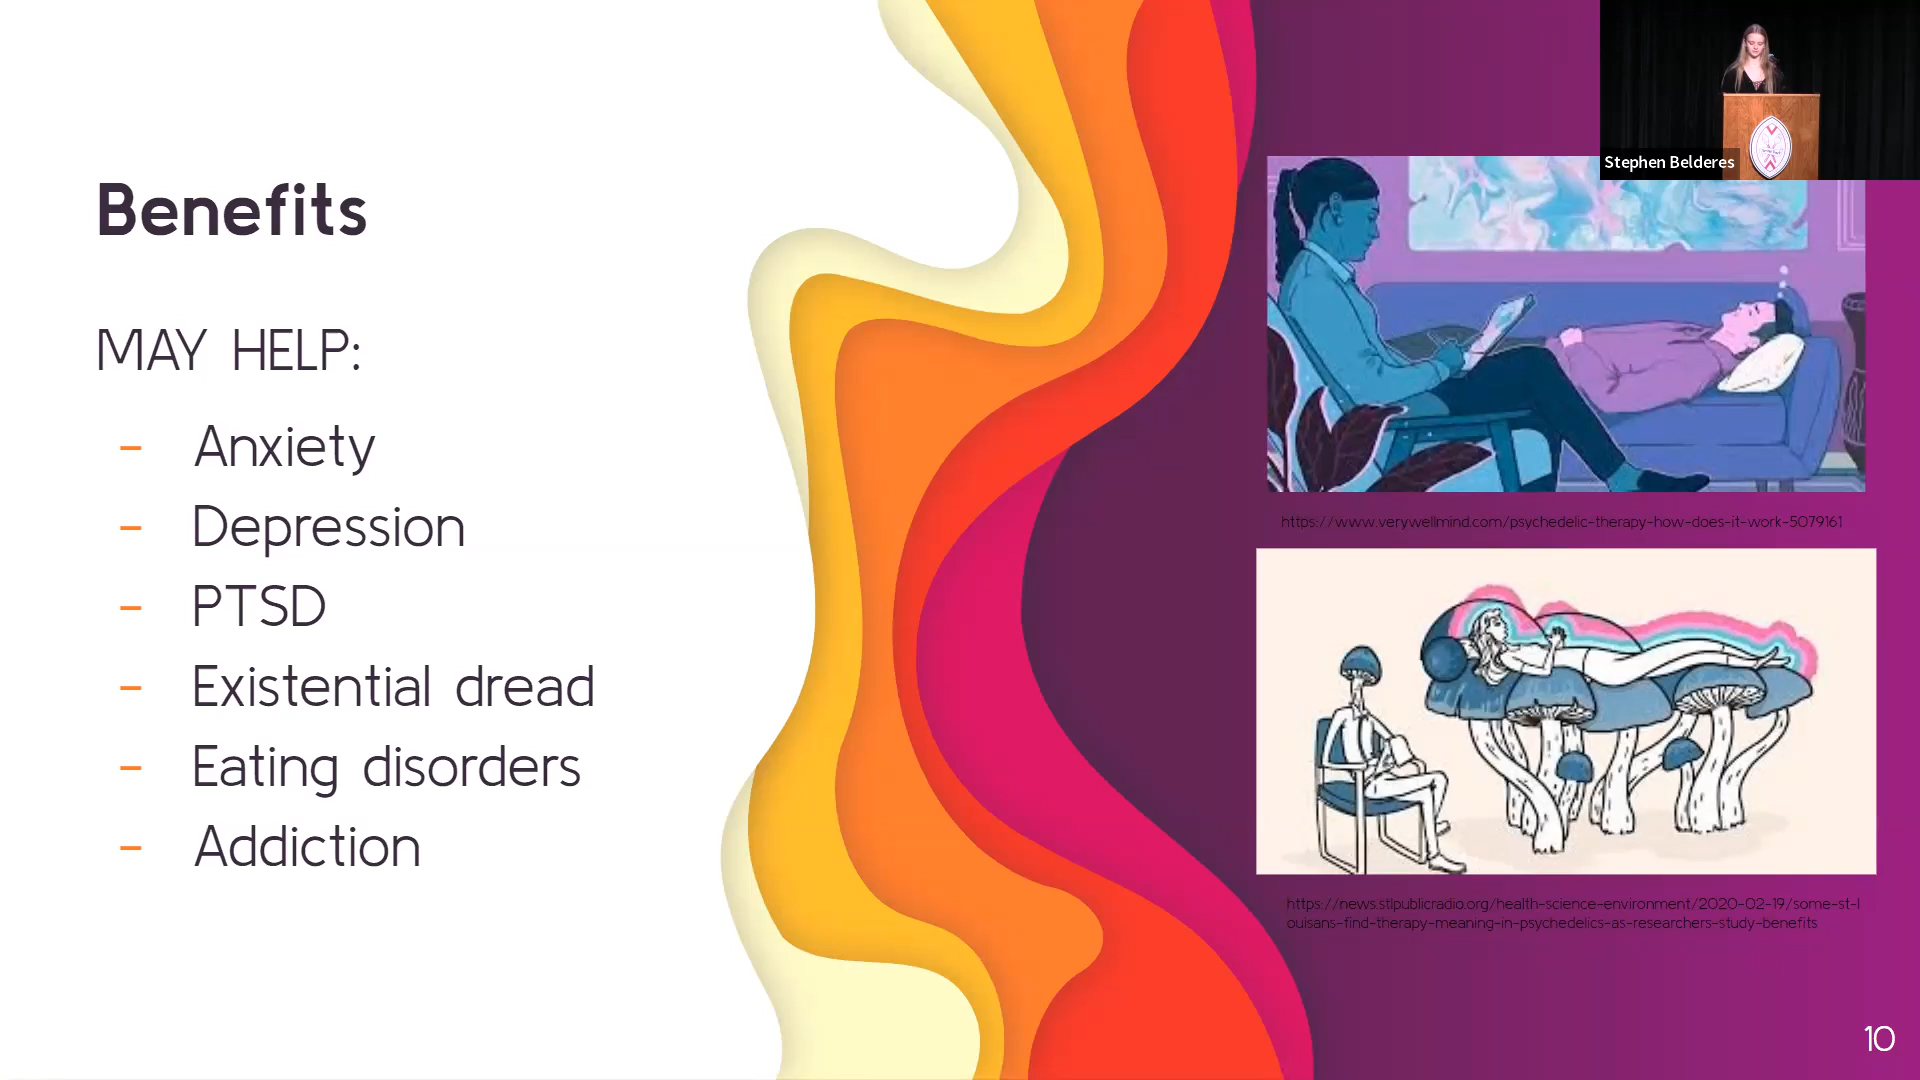 Benefits
MAY HELP:
- Anxiety
- Depression
- PTSD
- Existential dread
- Eating disorders
- Addiction
Stephen Belderes
https://www.verywellmind.com/psychedelic-therapy-how-does-it-work-5079161
https://news.stlpublicradio.org/health-science-environment/2020-02-19/some-st-l
ouisans-find-therapy-meaning-in-psychedelics-as-researchers-study-benefits
10